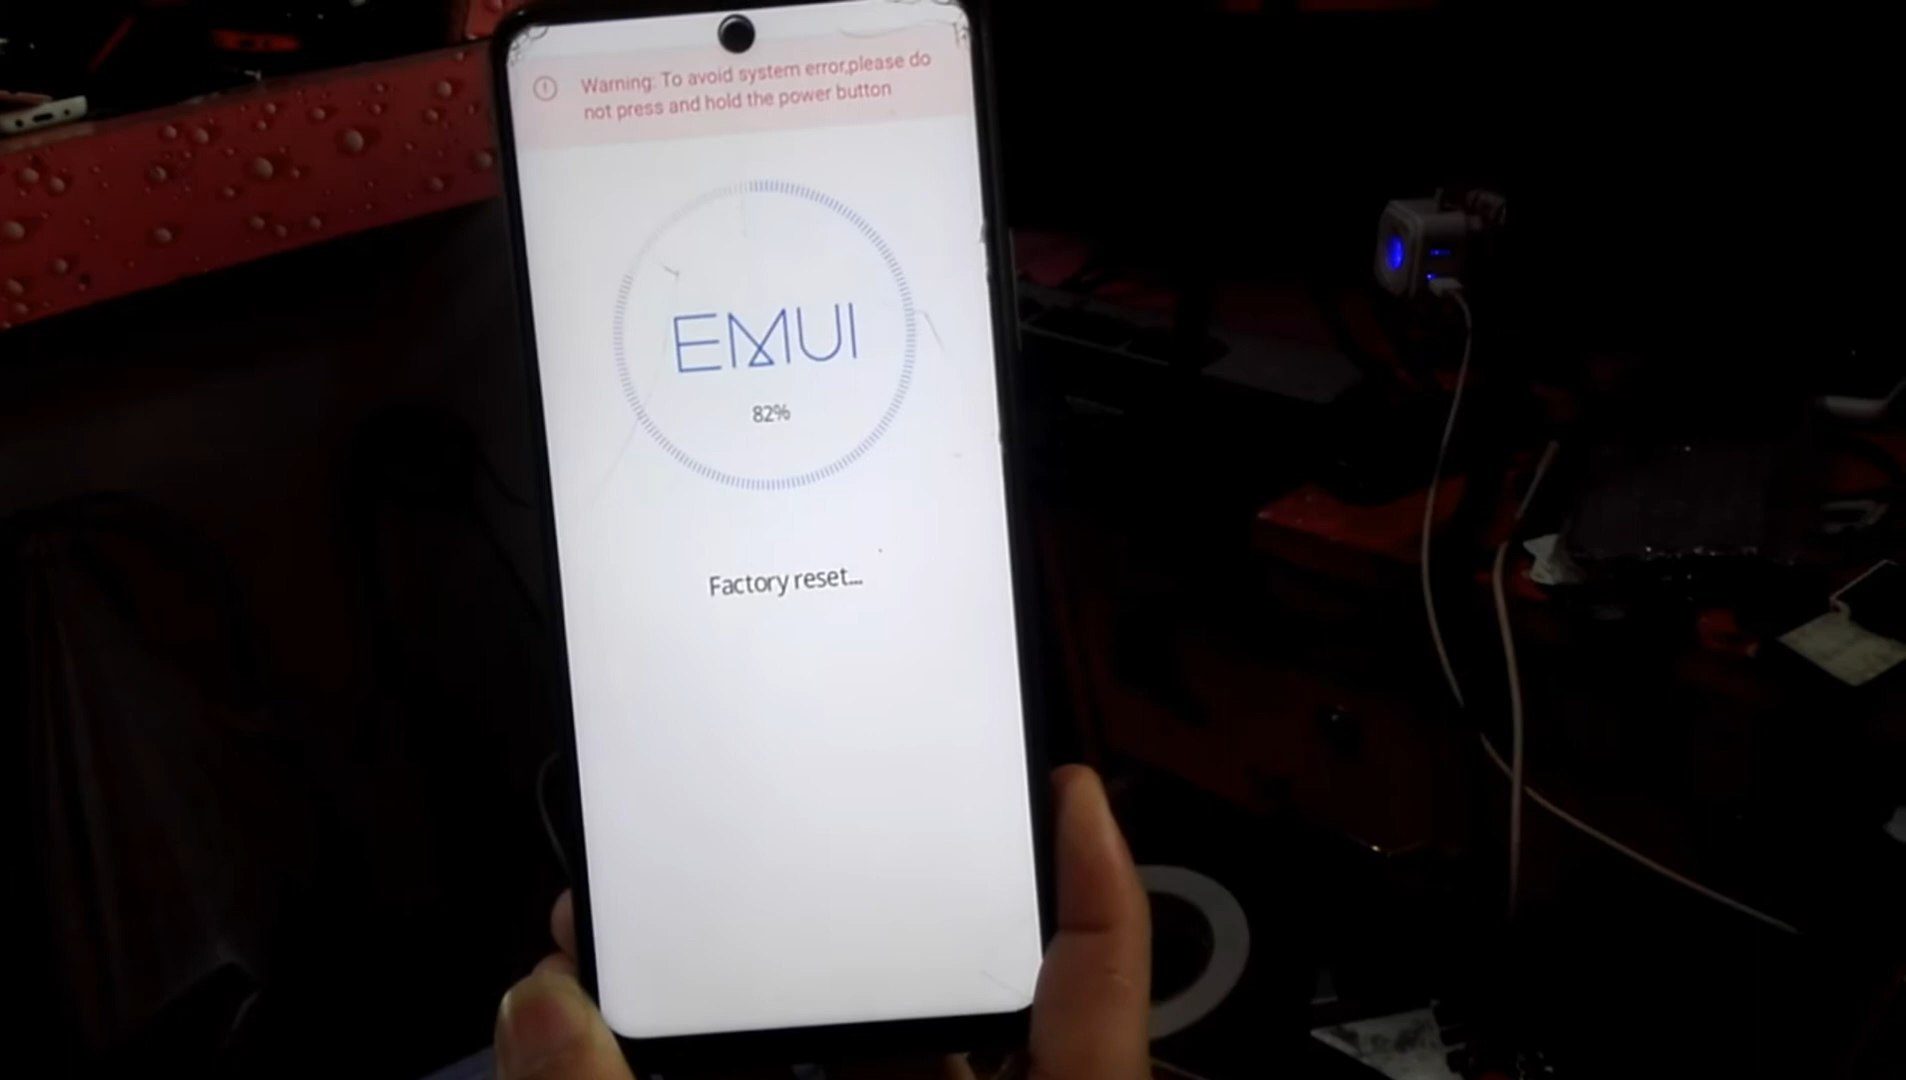 Warning: To avoid system error,please do
not press and hold the power button
EMUI
82%
Factory reset...